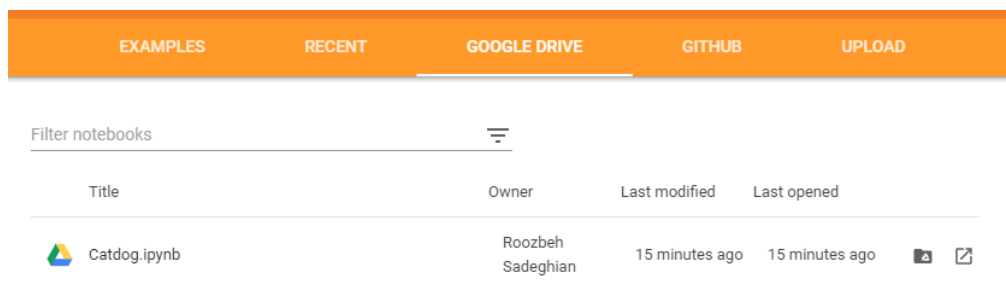 EXAMPLES RECENT GOOGLE DRIVE GITHUB UPLOAD
Filter notebooks
Title Owner Last modified Last opened
Catdog.ipynb Roozbeh Sadeghian 15 minutes ago 15 minutes ago